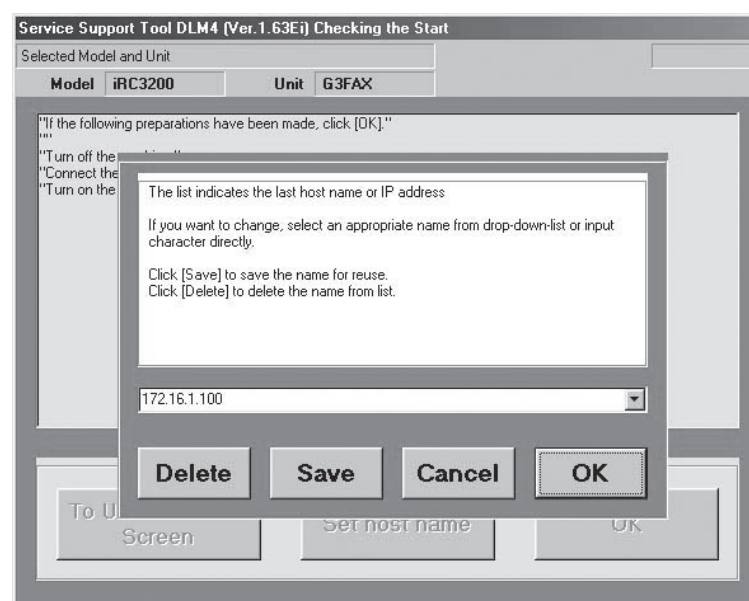 Service Support Tool DLM4 (Ver.1.63Ei) Checking the Start
Selected Model and Unit
Model iRC3200 Unit G3FAX
"If the following preparations have been made, click [OK]."
""
"Turn off the
"Connect the
"Turn on the
The list indicates the last host name or IP address
If you want to change, select an appropriate name from drop-down-list or input
character directly.
Click [Save] to save the name for reuse.
Click [Delete] to delete the name from list.
172.16.1.100
Delete Save Cancel OK
To
Screen
Set host name
OK